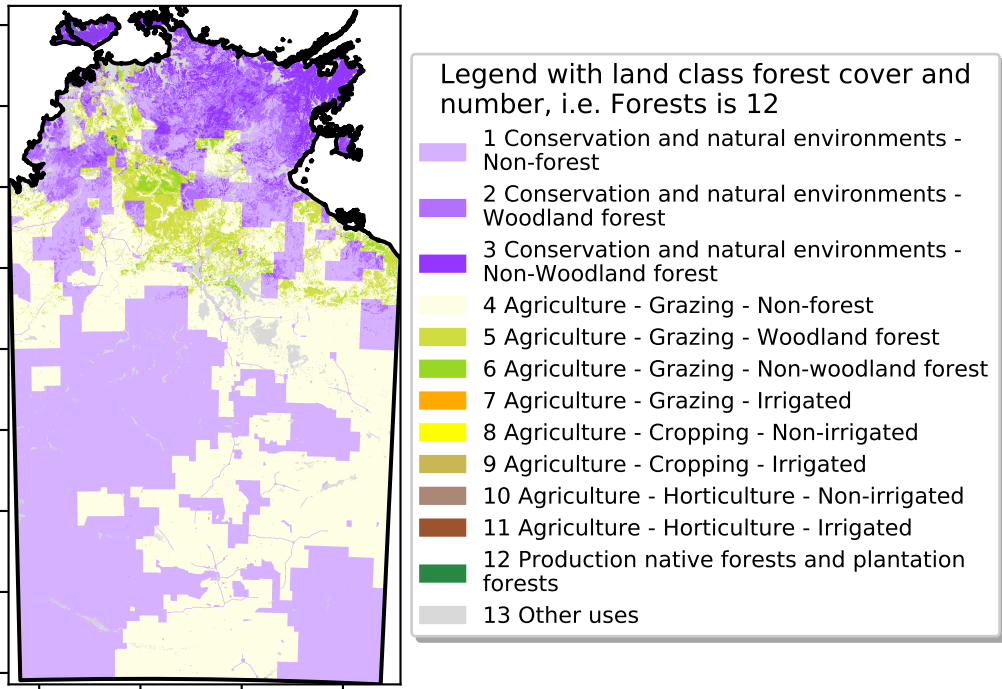 Legend with land class forest cover and
number, i.e. Forests is 12
1 Conservation and natural environments -
Non-forest
2 Conservation and natural environments -
Woodland forest
3 Conservation and natural environments -
Non-Woodland forest
4 Agriculture - Grazing - Non-forest
5 Agriculture - Grazing - Woodland forest
6 Agriculture - Grazing - Non-woodland forest
7 Agriculture - Grazing - Irrigated
8 Agriculture - Cropping - Non-irrigated
9 Agriculture - Cropping - Irrigated
10 Agriculture - Horticulture - Non-irrigated
11 Agriculture - Horticulture - Irrigated
12 Production native forests and plantation
forests
13 Other uses